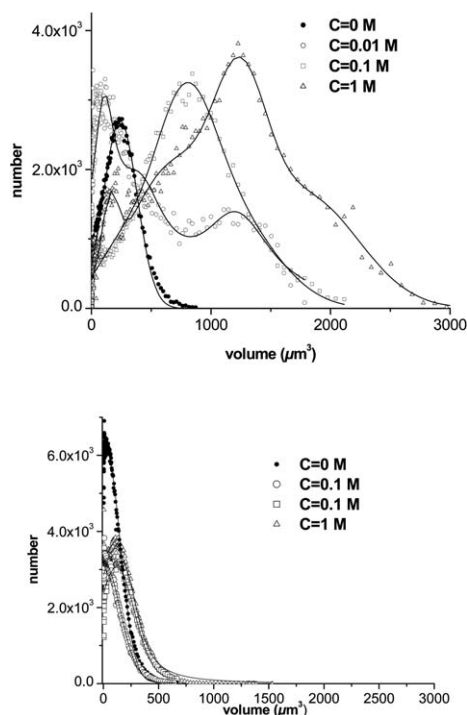 4.0x10³
2.0x10³
0.0
number
C=0 M
C=0.01 M
C=0.1 M
C=1 M
0
1000
2000
3000
volume (µm³)
6.0x10³
4.0x10³
2.0x10³
0.0
number
C=0 M
C=0.1 M
C=0.1 M
C=1 M
0 500 1000 1500 2000 2500 3000
volume (µm³)